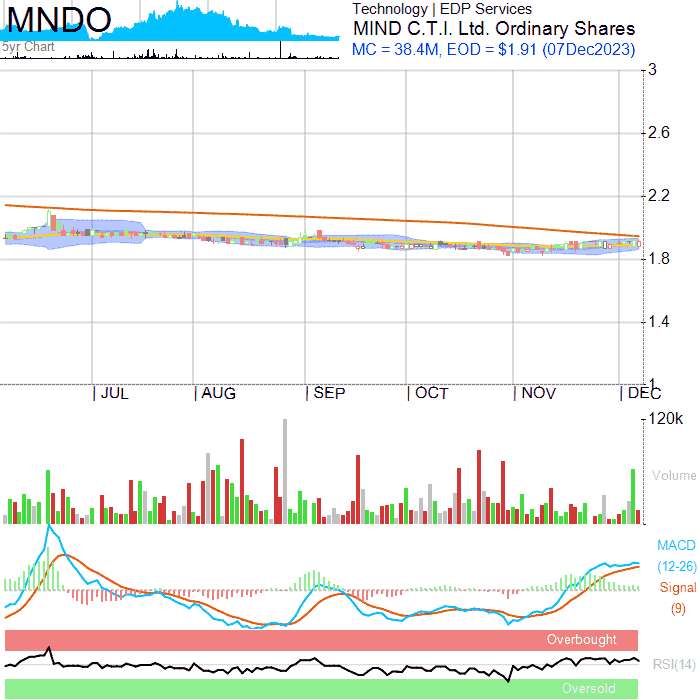 MNDO
5yr Chart
Technology | EDP Services
MIND C.T.I. Ltd. Ordinary Shares
MC = 38.4M, EOD = $1.91 (07Dec2023)
3
2.6
2.2
1.8
1.4
1
JUL AUG SEP OCT NOV DEC
120k
Volume
MACD
(12-26)
Signal
(9)
Overbought
RSI(14)
Oversold